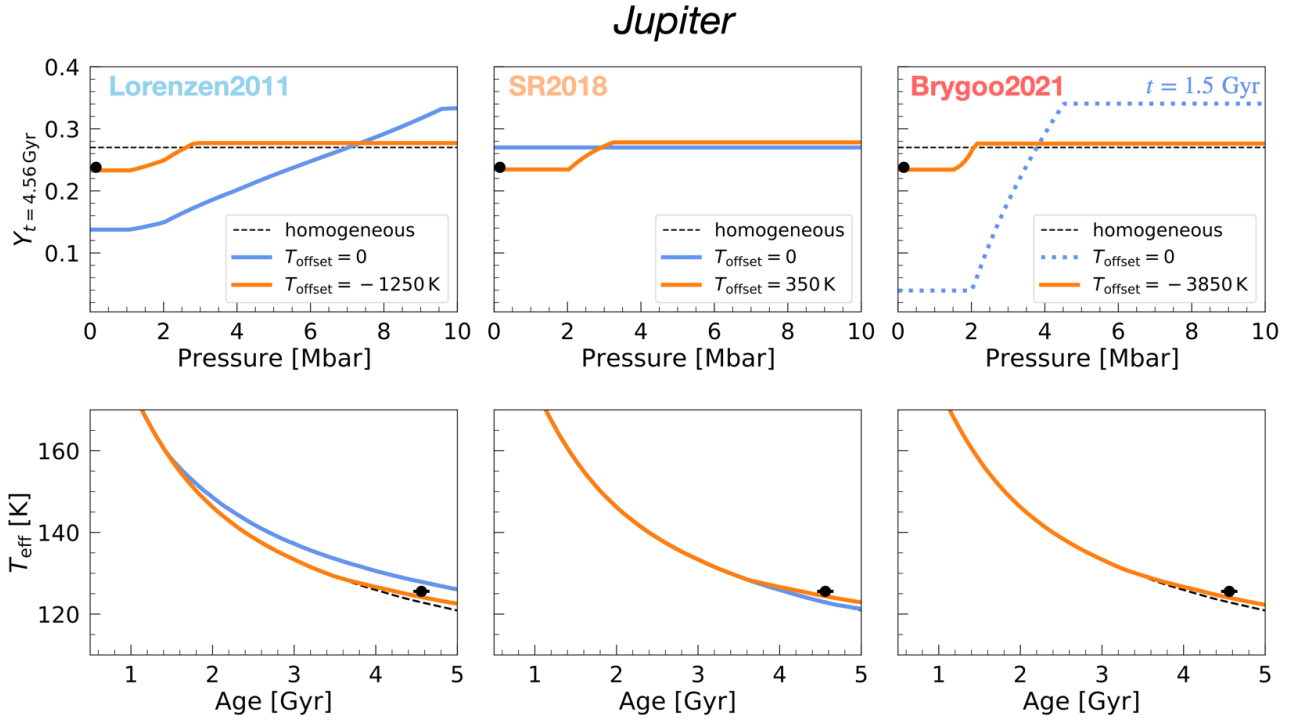 Jupiter
Lorenzen2011
SR2018
Brygoo2021
t = 1.5 Gyr
Y_{t = 4.56 Gyr}
0.4
0.3
0.2
0.1
homogeneous
T_offset = 0
T_offset = − 1250 K
homogeneous
T_offset = 0
T_offset = 350 K
homogeneous
T_offset = 0
T_offset = − 3850 K
0 2 4 6 8 10
0 2 4 6 8 10
0 2 4 6 8 10
Pressure [Mbar]
Pressure [Mbar]
Pressure [Mbar]
T_eff [K]
160
140
120
1 2 3 4 5
1 2 3 4 5
1 2 3 4 5
Age [Gyr]
Age [Gyr]
Age [Gyr]